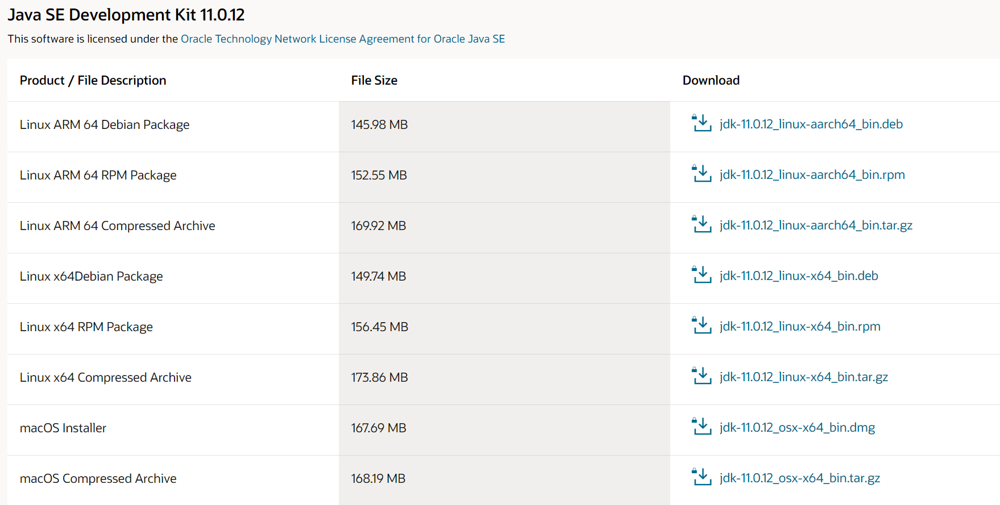 Java SE Development Kit 11.0.12
This software is licensed under the Oracle Technology Network License Agreement for Oracle Java SE
Product / File Description File Size Download
Linux ARM 64 Debian Package 145.98 MB jdk-11.0.12_linux-aarch64_bin.deb
Linux ARM 64 RPM Package 152.55 MB jdk-11.0.12_linux-aarch64_bin.rpm
Linux ARM 64 Compressed Archive 169.92 MB jdk-11.0.12_linux-aarch64_bin.tar.gz
Linux x64Debian Package 149.74 MB jdk-11.0.12_linux-x64_bin.deb
Linux x64 RPM Package 156.45 MB jdk-11.0.12_linux-x64_bin.rpm
Linux x64 Compressed Archive 173.86 MB jdk-11.0.12_linux-x64_bin.tar.gz
macOS Installer 167.69 MB jdk-11.0.12_osx-x64_bin.dmg
macOS Compressed Archive 168.19 MB jdk-11.0.12_osx-x64_bin.tar.gz